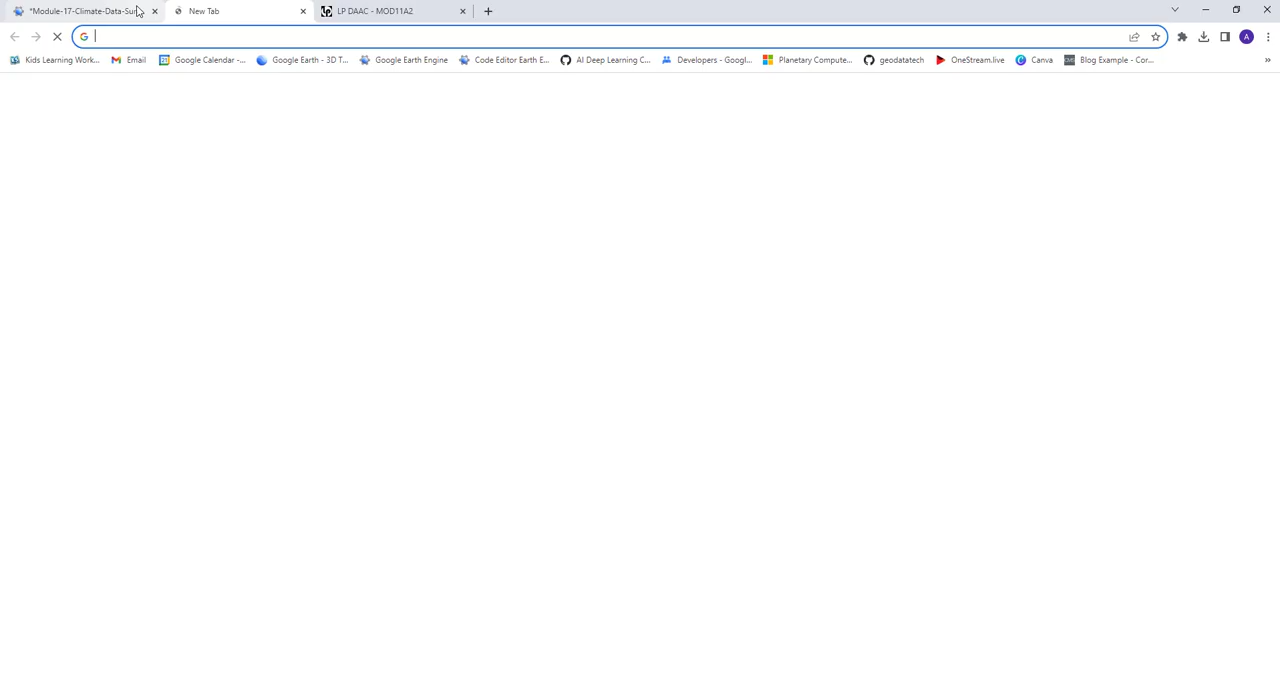 *Module-17-Climate-Data-Sur
New Tab
LP DAAC - MOD11A2
Kids Learning Work...
Email
Google Calendar -...
Google Earth - 3D T...
Google Earth Engine
Code Editor Earth E...
AI Deep Learning C...
Developers - Googl...
Planetary Compute...
geodatatech
OneStream.live
Canva
Blog Example - Cor...
A